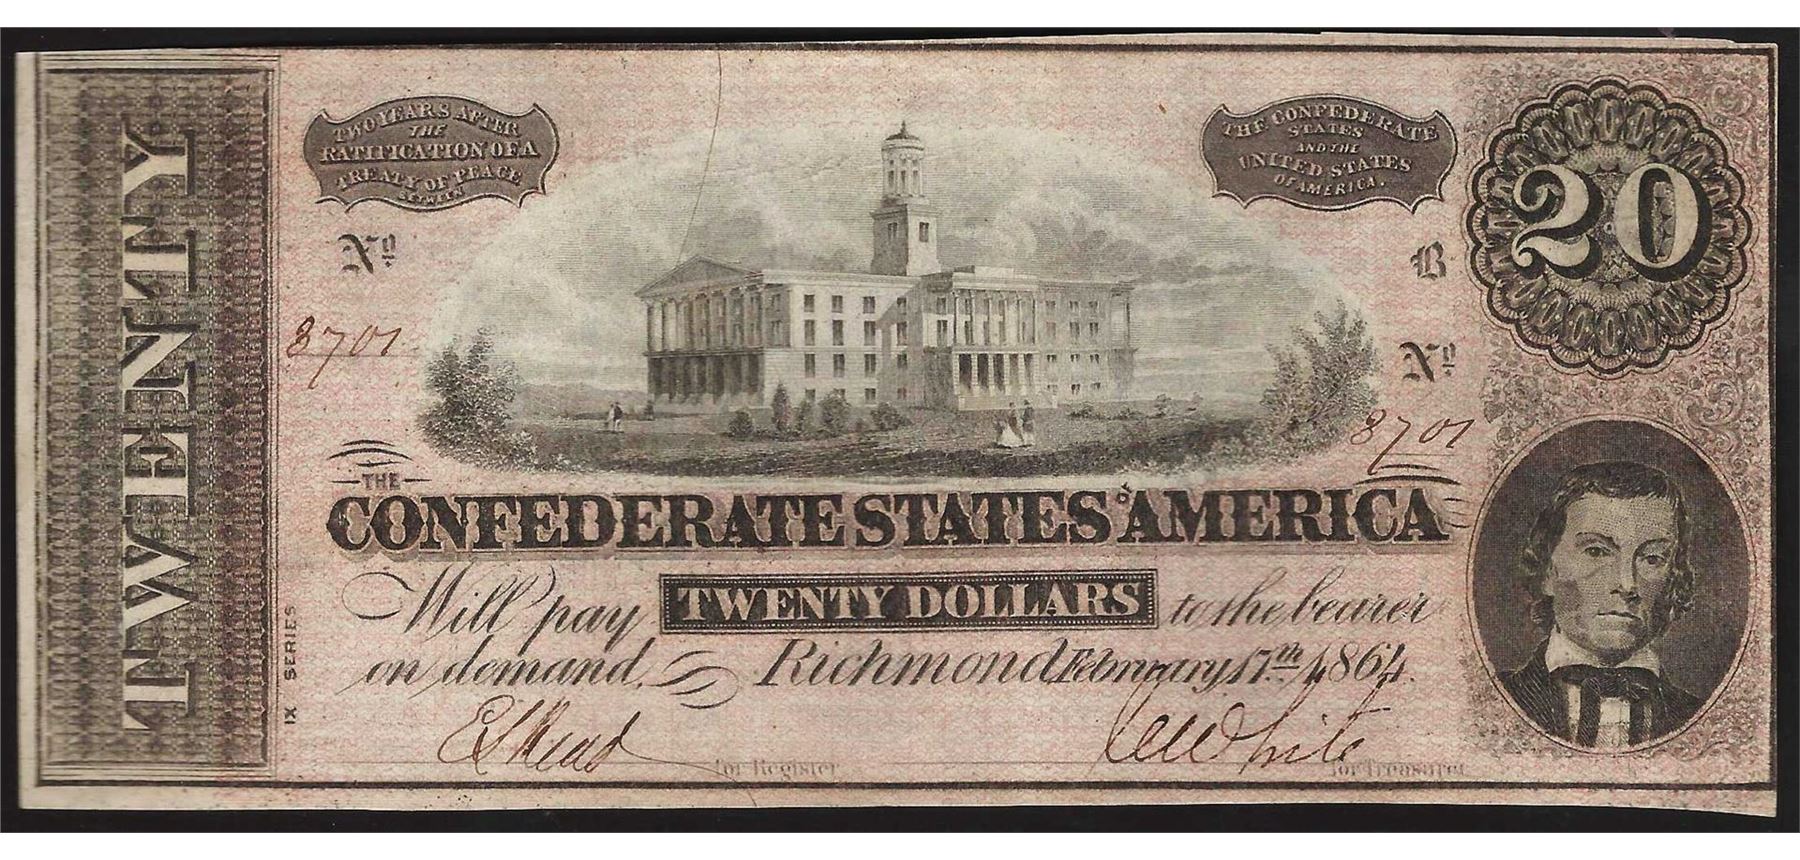 TWENTY
TWO YEARS AFTER
THE
RATIFICATION OF A
TREATY OF PEACE
BETWEEN
THE CONFEDERATE
STATES
AND THE
UNITED STATES
OF AMERICA.
20
No
B
8701
No
8701
THE
CONFEDERATE STATES OF AMERICA
Will pay TWENTY DOLLARS to the bearer
on demand. Richmond February 17th 1864.
IX SERIES
for Register
White
for Treasurer